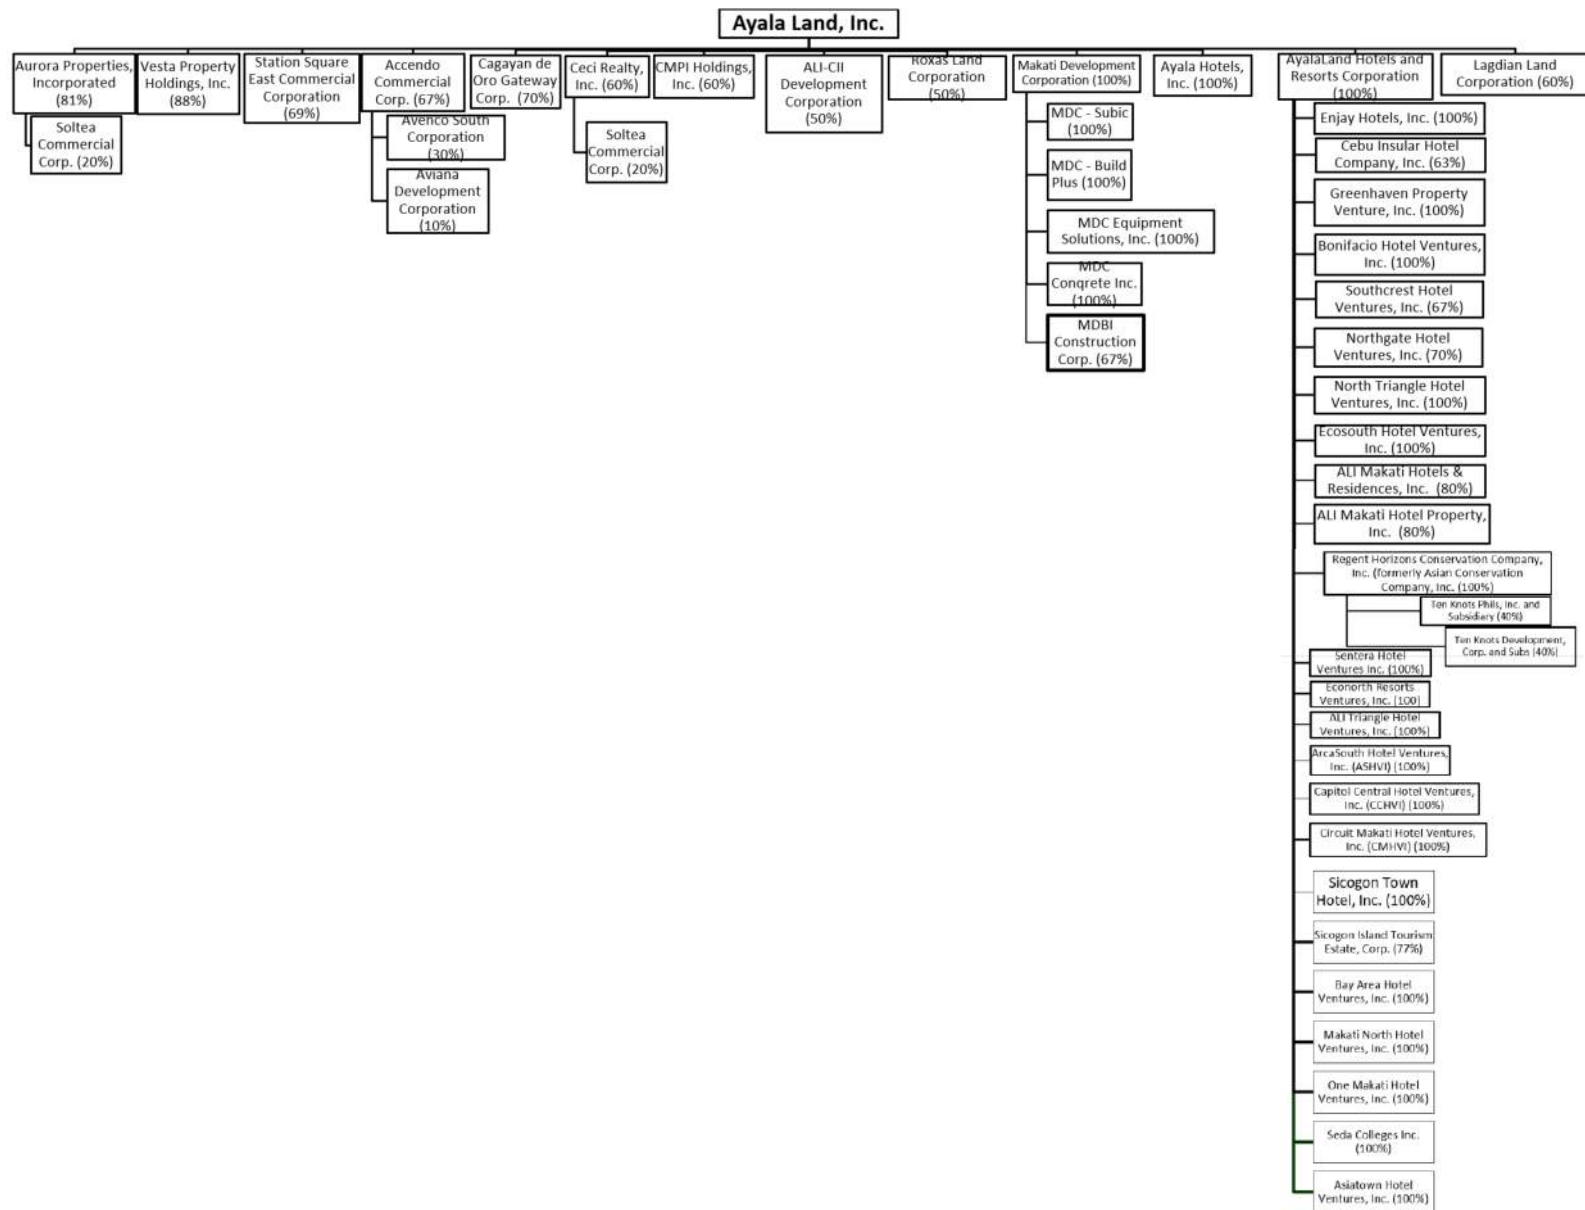 Ayala Land, Inc.
Aurora Properties,
Incorporated
(81%)
Soltea
Commercial
Corp. (20%)
Vesta Property
Holdings, Inc.
(88%)
Station Square
East Commercial
Corporation
(69%)
Accendo
Commercial
Corp. (67%)
Avenco South
Corporation
(30%)
Aviana
Development
Corporation
(10%)
Cagayan de
Oro Gateway
Corp. (70%)
Ceci Realty,
Inc. (60%)
Soltea
Commercial
Corp. (20%)
CMPI Holdings,
Inc. (60%)
ALI-CII
Development
Corporation
(50%)
Roxas Land
Corporation
(50%)
Makati Development
Corporation (100%)
MDC - Subic
(100%)
MDC - Build
Plus (100%)
MDC Equipment
Solutions, Inc. (100%)
MDC
Conqrete Inc.
(100%)
MDBI
Construction
Corp. (67%)
Ayala Hotels,
Inc. (100%)
AyalaLand Hotels and
Resorts Corporation
(100%)
Enjay Hotels, Inc. (100%)
Cebu Insular Hotel
Company, Inc. (63%)
Greenhaven Property
Venture, Inc. (100%)
Bonifacio Hotel Ventures,
Inc. (100%)
Southcrest Hotel
Ventures, Inc. (67%)
Northgate Hotel
Ventures, Inc. (70%)
North Triangle Hotel
Ventures, Inc. (100%)
Ecosouth Hotel Ventures,
Inc. (100%)
ALI Makati Hotels &
Residences, Inc. (80%)
ALI Makati Hotel Property,
Inc. (80%)
Regent Horizons Conservation Company,
Inc. (formerly Asian Conservation
Company, Inc. (100%)
Ten Knots Phils, Inc. and
Subsidiary (40%)
Ten Knots Development,
Corp. and Subs (40%)
Sentera Hotel
Ventures Inc. (100%)
Econorth Resorts
Ventures, Inc. (100)
ALI Triangle Hotel
Ventures, Inc. (100%)
ArcaSouth Hotel Ventures,
Inc. (ASHVI) (100%)
Capitol Central Hotel Ventures,
Inc. (CCHVI) (100%)
Circuit Makati Hotel Ventures,
Inc. (CMHVI) (100%)
Sicogon Town
Hotel, Inc. (100%)
Sicogon Island Tourism
Estate, Corp. (77%)
Bay Area Hotel
Ventures, Inc. (100%)
Makati North Hotel
Ventures, Inc. (100%)
One Makati Hotel
Ventures, Inc. (100%)
Seda Colleges Inc.
(100%)
Asiatown Hotel
Ventures, Inc. (100%)
Lagdian Land
Corporation (60%)